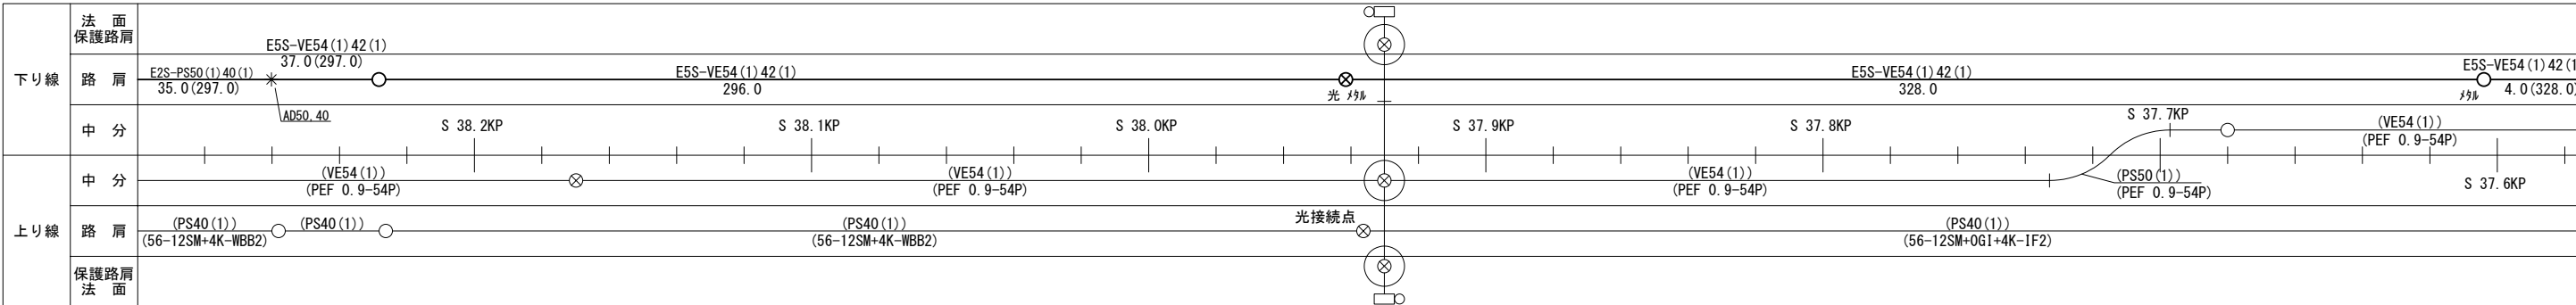 下り線
法　面
保護路肩
路　肩
E2S-PS50(1)40(1)
35.0(297.0)
E5S-VE54(1)42(1)
37.0(297.0)
AD50,40
E5S-VE54(1)42(1)
296.0
光 ﾒﾀﾙ
E5S-VE54(1)42(1)
328.0
E5S-VE54(1)42(1
ﾒﾀﾙ
4.0(328.0)
中　分
S 38.2KP
S 38.1KP
S 38.0KP
S 37.9KP
S 37.8KP
S 37.7KP
(VE54(1))
(PEF 0.9-54P)
上り線
中　分
(VE54(1))
(PEF 0.9-54P)
(VE54(1))
(PEF 0.9-54P)
(VE54(1))
(PEF 0.9-54P)
(PS50(1))
(PEF 0.9-54P)
S 37.6KP
路　肩
(PS40(1))
(56-12SM+4K-WBB2)
(PS40(1))
(PS40(1))
(56-12SM+4K-WBB2)
光接続点
(PS40(1))
(56-12SM+OGI+4K-IF2)
保護路肩
法　面